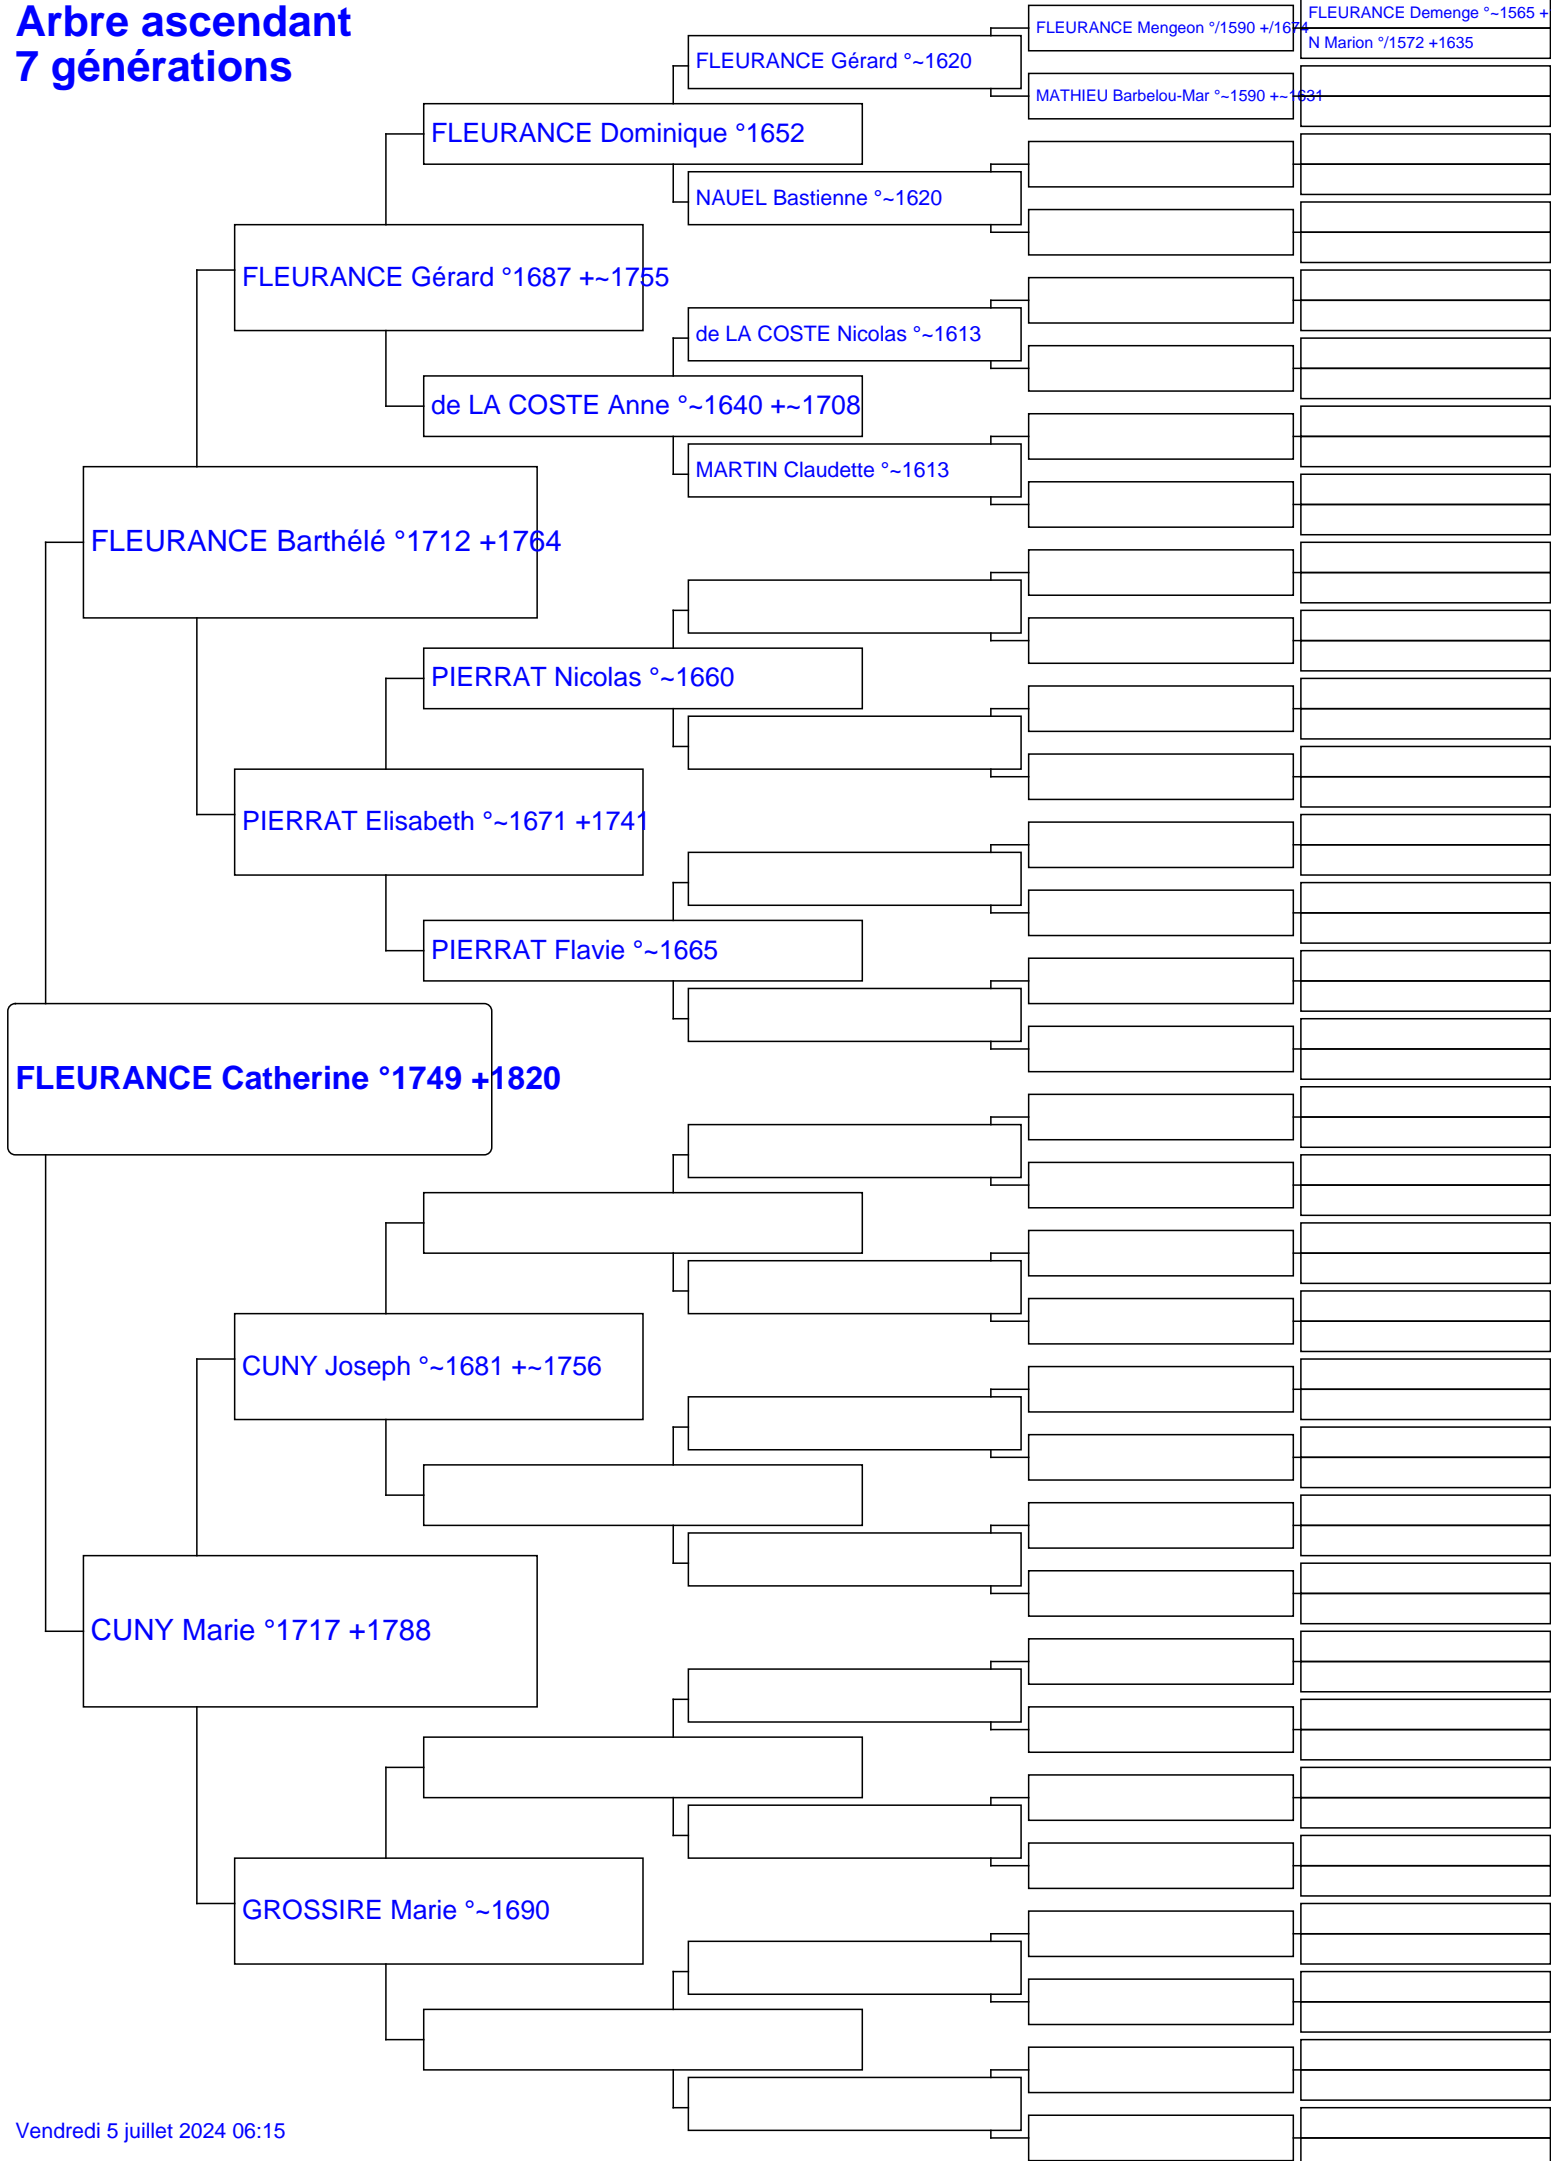 Arbre ascendant
7 générations
FLEURANCE Demenge °~1565 +
FLEURANCE Mengeon °/1590 +/1674
N Marion °/1572 +1635
FLEURANCE Gérard °~1620
MATHIEU Barbelou-Mar °~1590 +~1631
FLEURANCE Dominique °1652
NAUEL Bastienne °~1620
FLEURANCE Gérard °1687 +~1755
de LA COSTE Nicolas °~1613
de LA COSTE Anne °~1640 +~1708
MARTIN Claudette °~1613
FLEURANCE Barthélé °1712 +1764
PIERRAT Nicolas °~1660
PIERRAT Elisabeth °~1671 +1741
PIERRAT Flavie °~1665
FLEURANCE Catherine °1749 +1820
CUNY Joseph °~1681 +~1756
CUNY Marie °1717 +1788
GROSSIRE Marie °~1690
Vendredi 5 juillet 2024 06:15